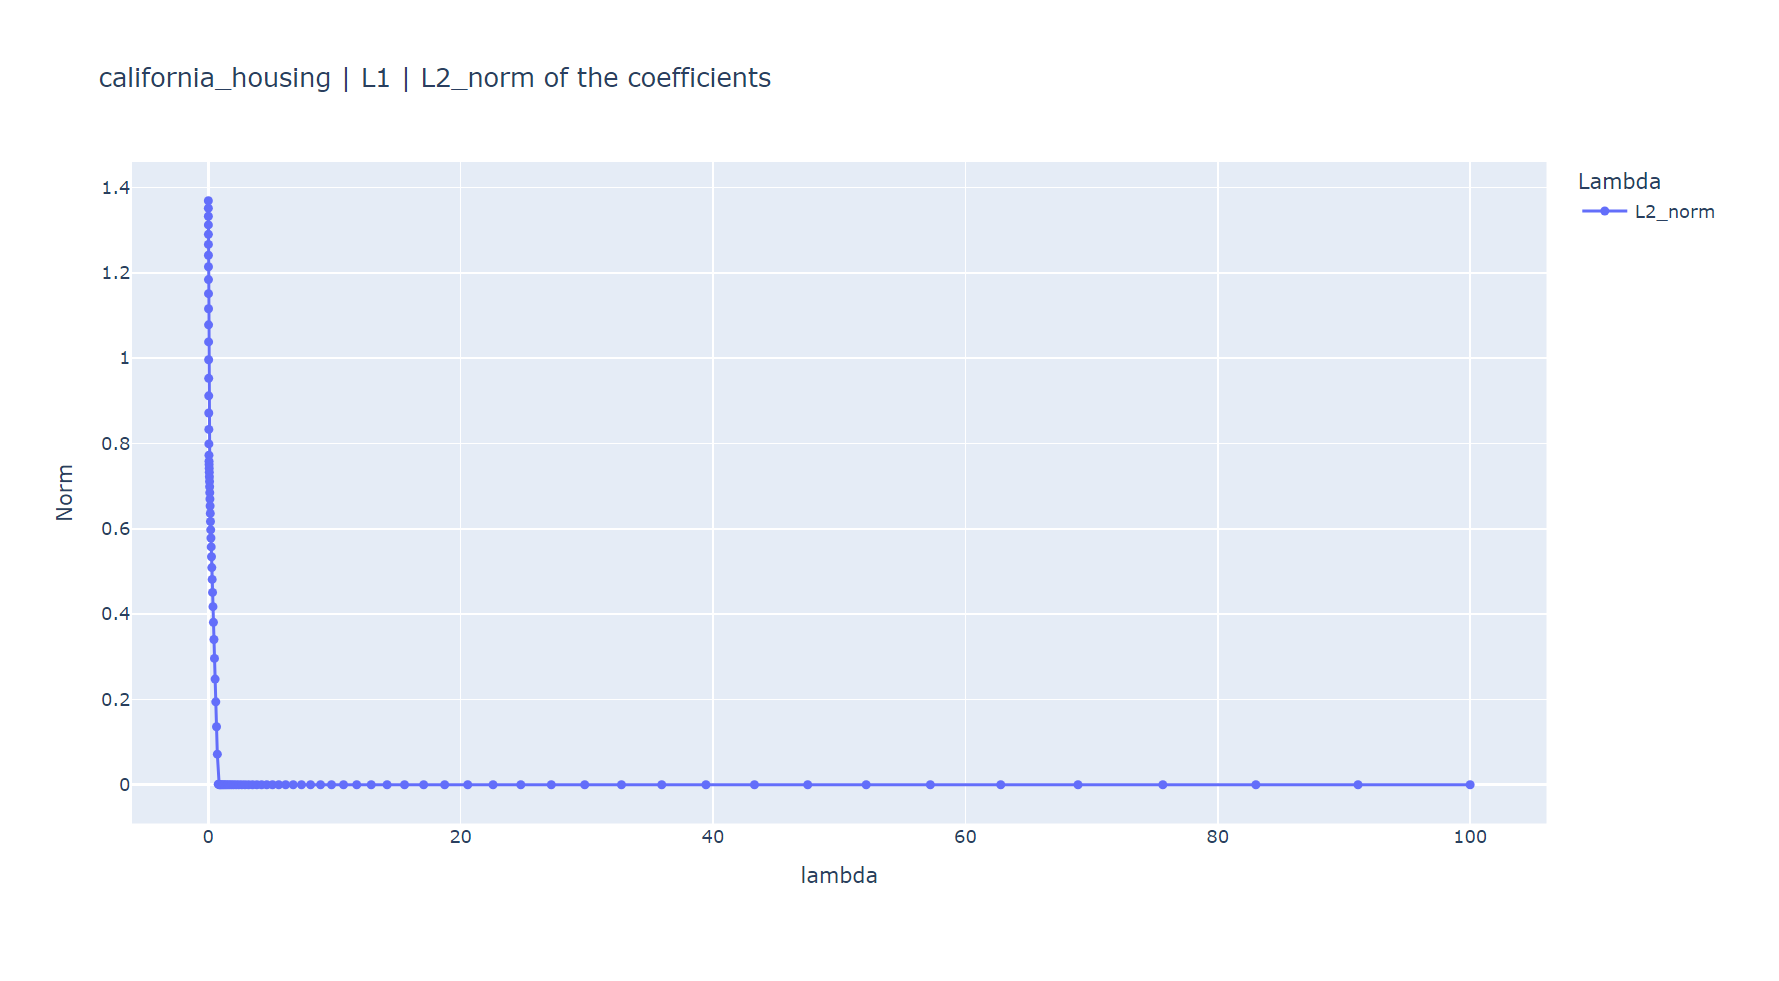 california_housing | L1 | L2_norm of the coefficients
Lambda
L2_norm
1.4
1.2
1
0.8
0.6
0.4
0.2
0
Norm
0 20 40 60 80 100
lambda